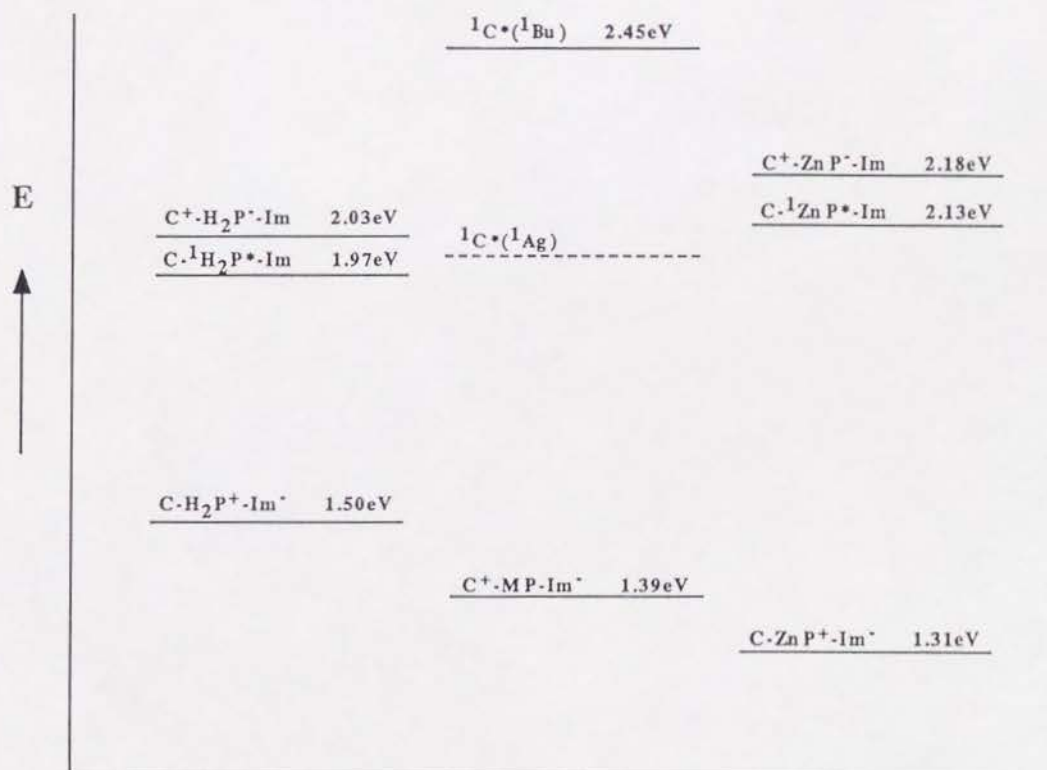 ¹C*(¹Bu) 2.45eV
C⁺-ZnP⁻-Im 2.18eV
E
C⁺-H₂P⁻-Im 2.03eV
C-¹ZnP*-Im 2.13eV
¹C*(¹Ag)
C-¹H₂P*-Im 1.97eV
C-H₂P⁺-Im⁻ 1.50eV
C⁺-MP-Im⁻ 1.39eV
C-ZnP⁺-Im⁻ 1.31eV